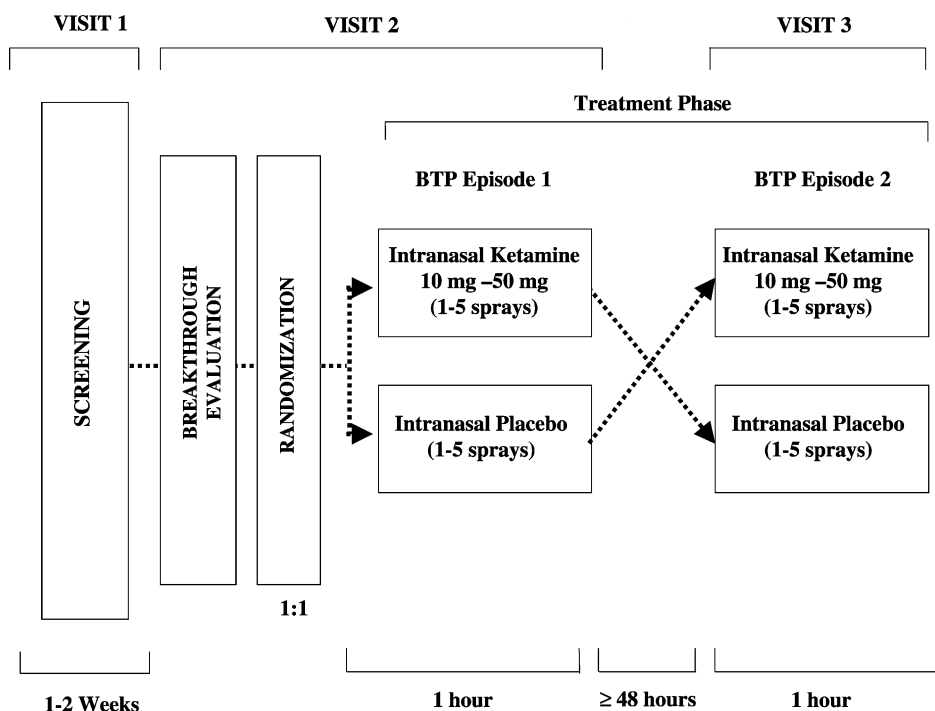 VISIT 1
VISIT 2
VISIT 3
Treatment Phase
BTP Episode 1
BTP Episode 2
SCREENING
BREAKTHROUGH
EVALUATION
RANDOMIZATION
Intranasal Ketamine
10 mg –50 mg
(1-5 sprays)
Intranasal Ketamine
10 mg –50 mg
(1-5 sprays)
Intranasal Placebo
(1-5 sprays)
Intranasal Placebo
(1-5 sprays)
1:1
1-2 Weeks
1 hour
≥ 48 hours
1 hour